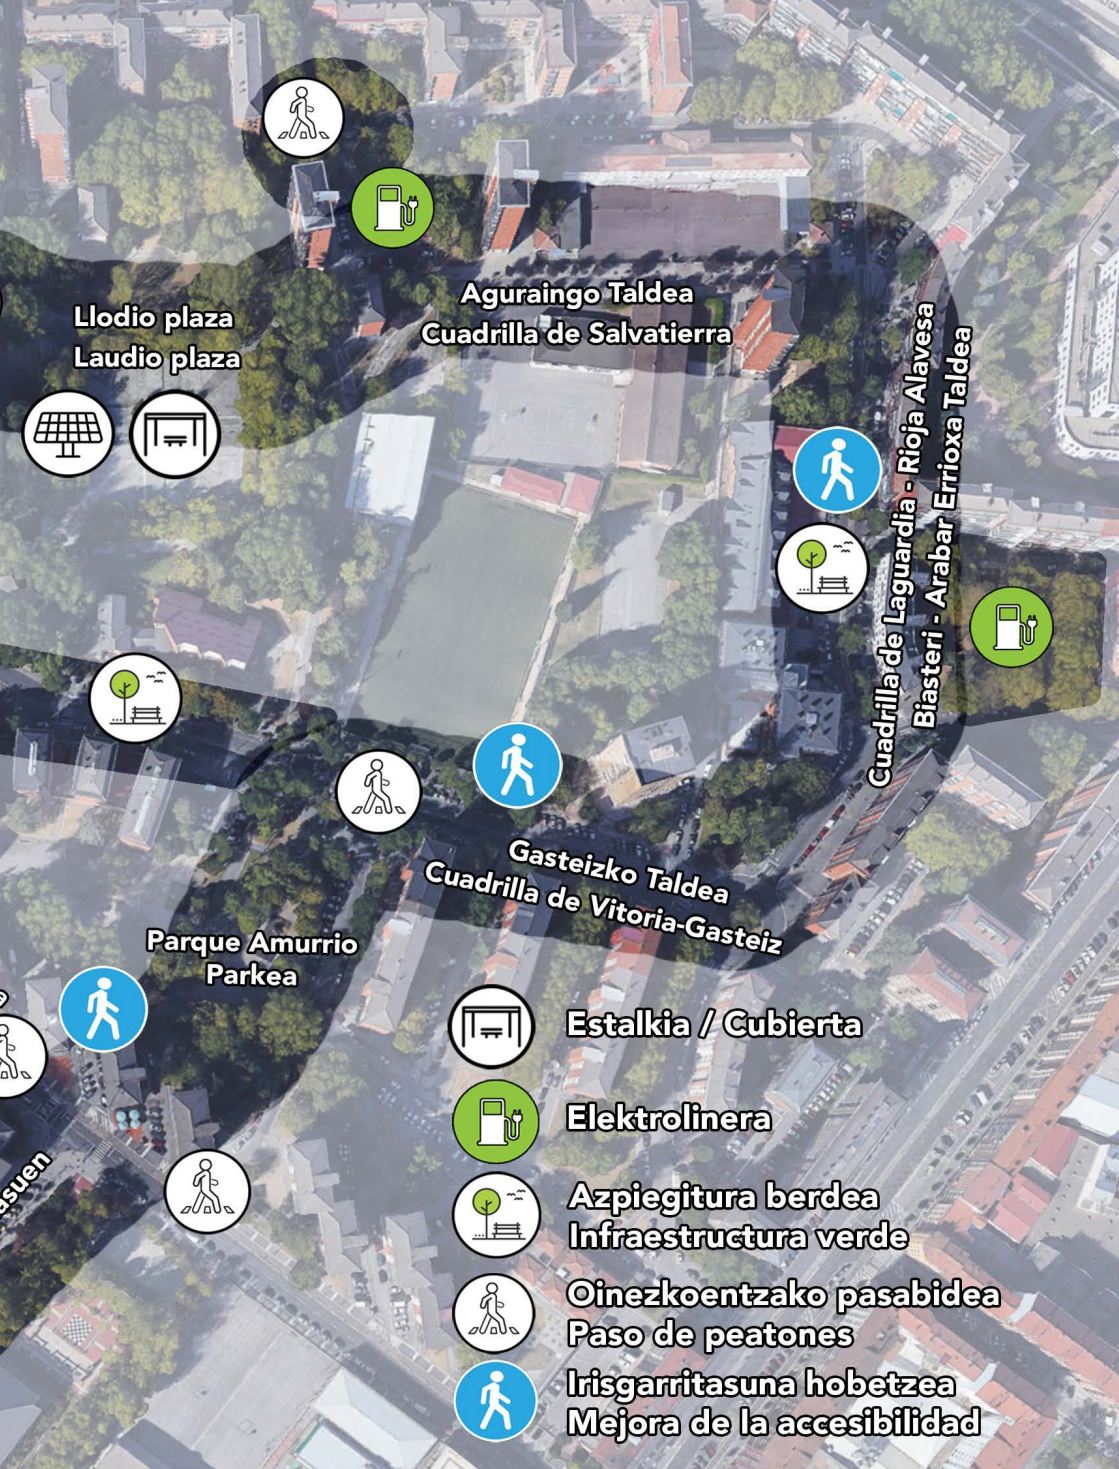 Aguraingo Taldea
Cuadrilla de Salvatierra
Llodio plaza
Laudio plaza
Cuadrilla de Laguardia - Rioja Alavesa
Biasteri - Arabar Errioxa Taldea
Gasteizko Taldea
Cuadrilla de Vitoria-Gasteiz
Parque Amurrio
Parkea
Estalkia / Cubierta
Elektrolinera
Azpiegitura berdea
Infraestructura verde
Oinezkoentzako pasabidea
Paso de peatones
Irisgarritasuna hobetzea
Mejora de la accesibilidad